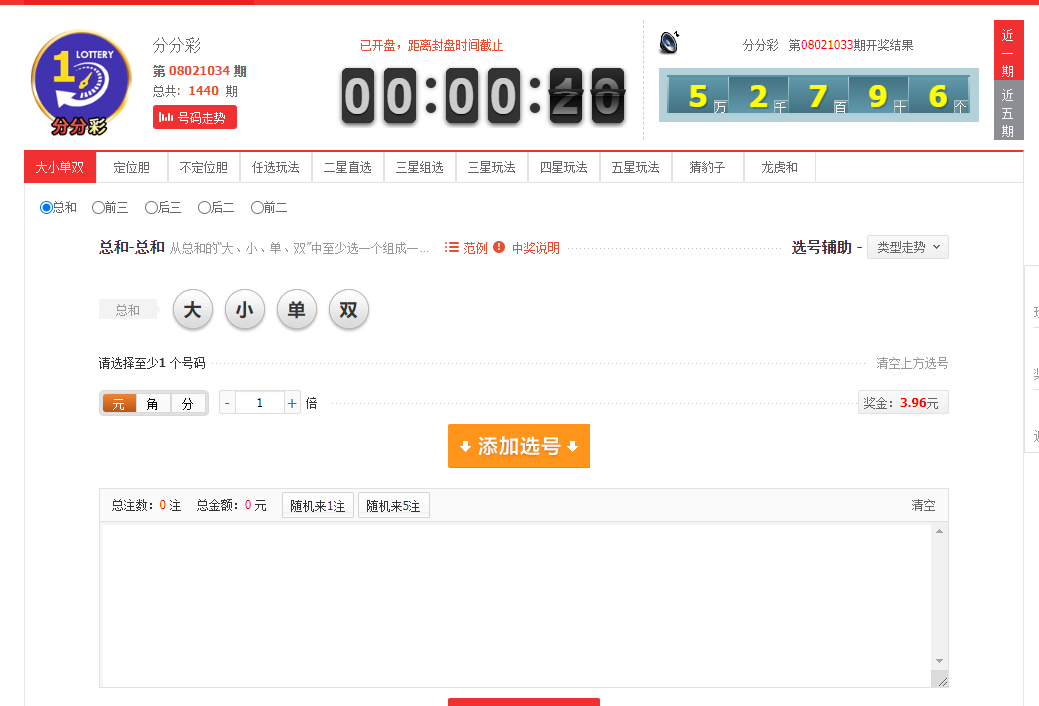 1 LOTTERY
分分彩
分分彩
第 08021034 期
总共: 1440 期
号码走势
已开盘，距离封盘时间截止
00:00:
分分彩 第08021033期开奖结果
5万 2千 7百 9十 6个
近一期
近五期
大小单双 定位胆 不定位胆 任选玩法 二星直选 三星组选 三星玩法 四星玩法 五星玩法 猜豹子 龙虎和
总和 前三 后三 后二 前二
总和-总和 从总和的“大、小、单、双”中至少选一个组成一... 范例 中奖说明 选号辅助 - 类型走势
总和 大 小 单 双
请选择至少1 个号码 清空上方选号
元 角 分 - 1 + 倍 奖金: 3.96元
添加选号
总注数: 0 注 总金额: 0 元 随机来1注 随机来5注 清空